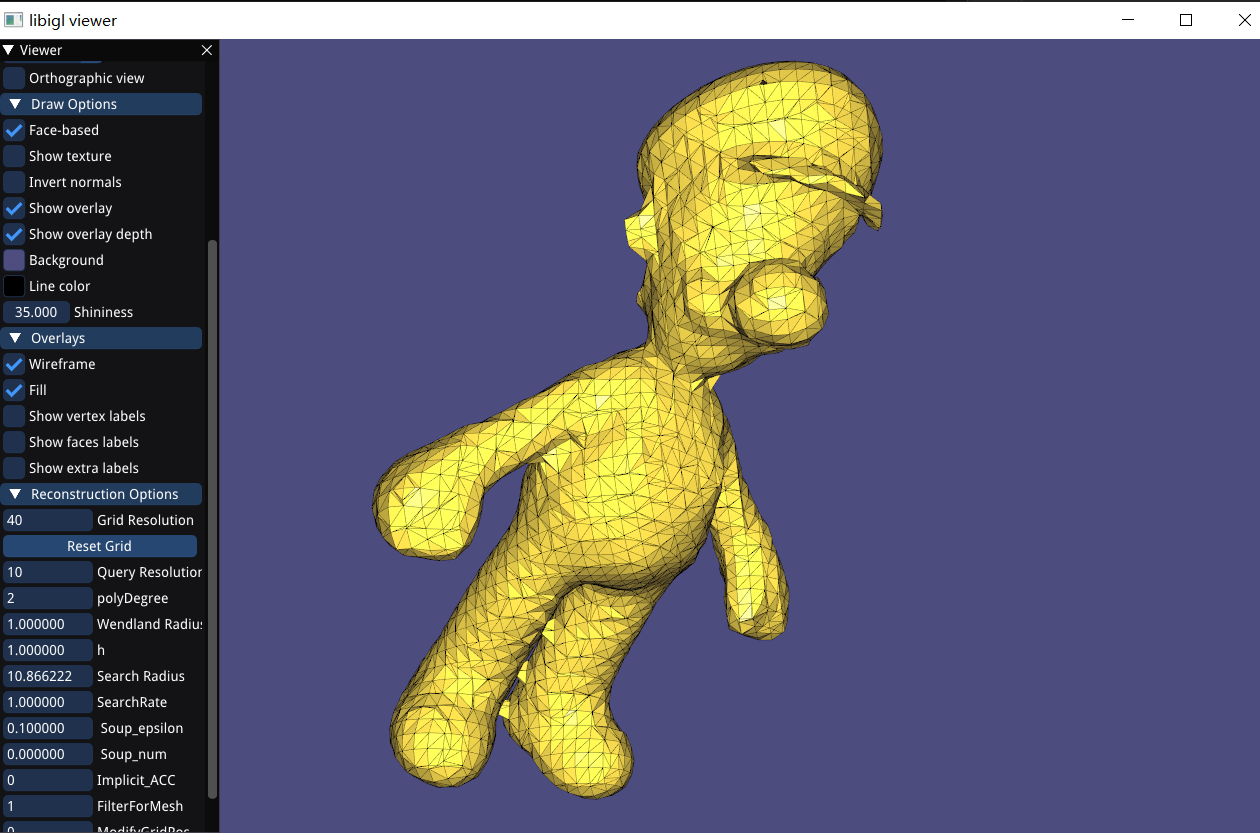 libigl viewer
Viewer
Orthographic view
Draw Options
Face-based
Show texture
Invert normals
Show overlay
Show overlay depth
Background
Line color
35.000 Shininess
Overlays
Wireframe
Fill
Show vertex labels
Show faces labels
Show extra labels
Reconstruction Options
40 Grid Resolution
Reset Grid
10 Query Resolution
2 polyDegree
1.000000 Wendland Radius
1.000000 h
10.866222 Search Radius
1.000000 SearchRate
0.100000 Soup_epsilon
0.000000 Soup_num
0 Implicit_ACC
1 FilterForMesh
0 ModifyGridPos